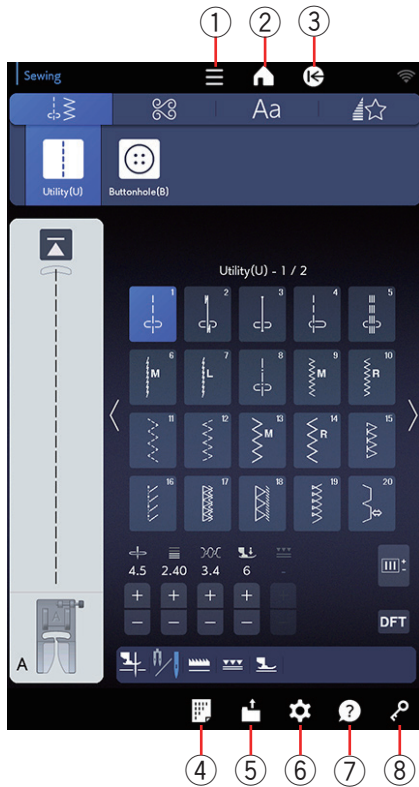 ① ② ③
Sewing
Aa
Utility(U) Buttonhole(B)
Utility(U) - 1 / 2
1 2 3 4 5
6 M 7 L 8 9 M 10 R
11 12 13 M 14 R 15
16 17 18 19 20
4.5 2.40 3.4 6 -
+ + + + +
− − − − −
DFT
A
④ ⑤ ⑥ ⑦ ⑧